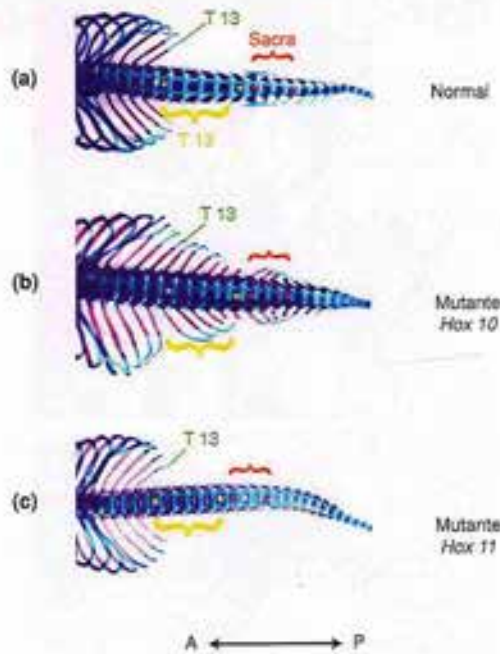 T 13
Sacra
(a)
Normal
T 13
T 13
(b)
Mutante
Hox 10
T 13
(c)
Mutante
Hox 11
A P